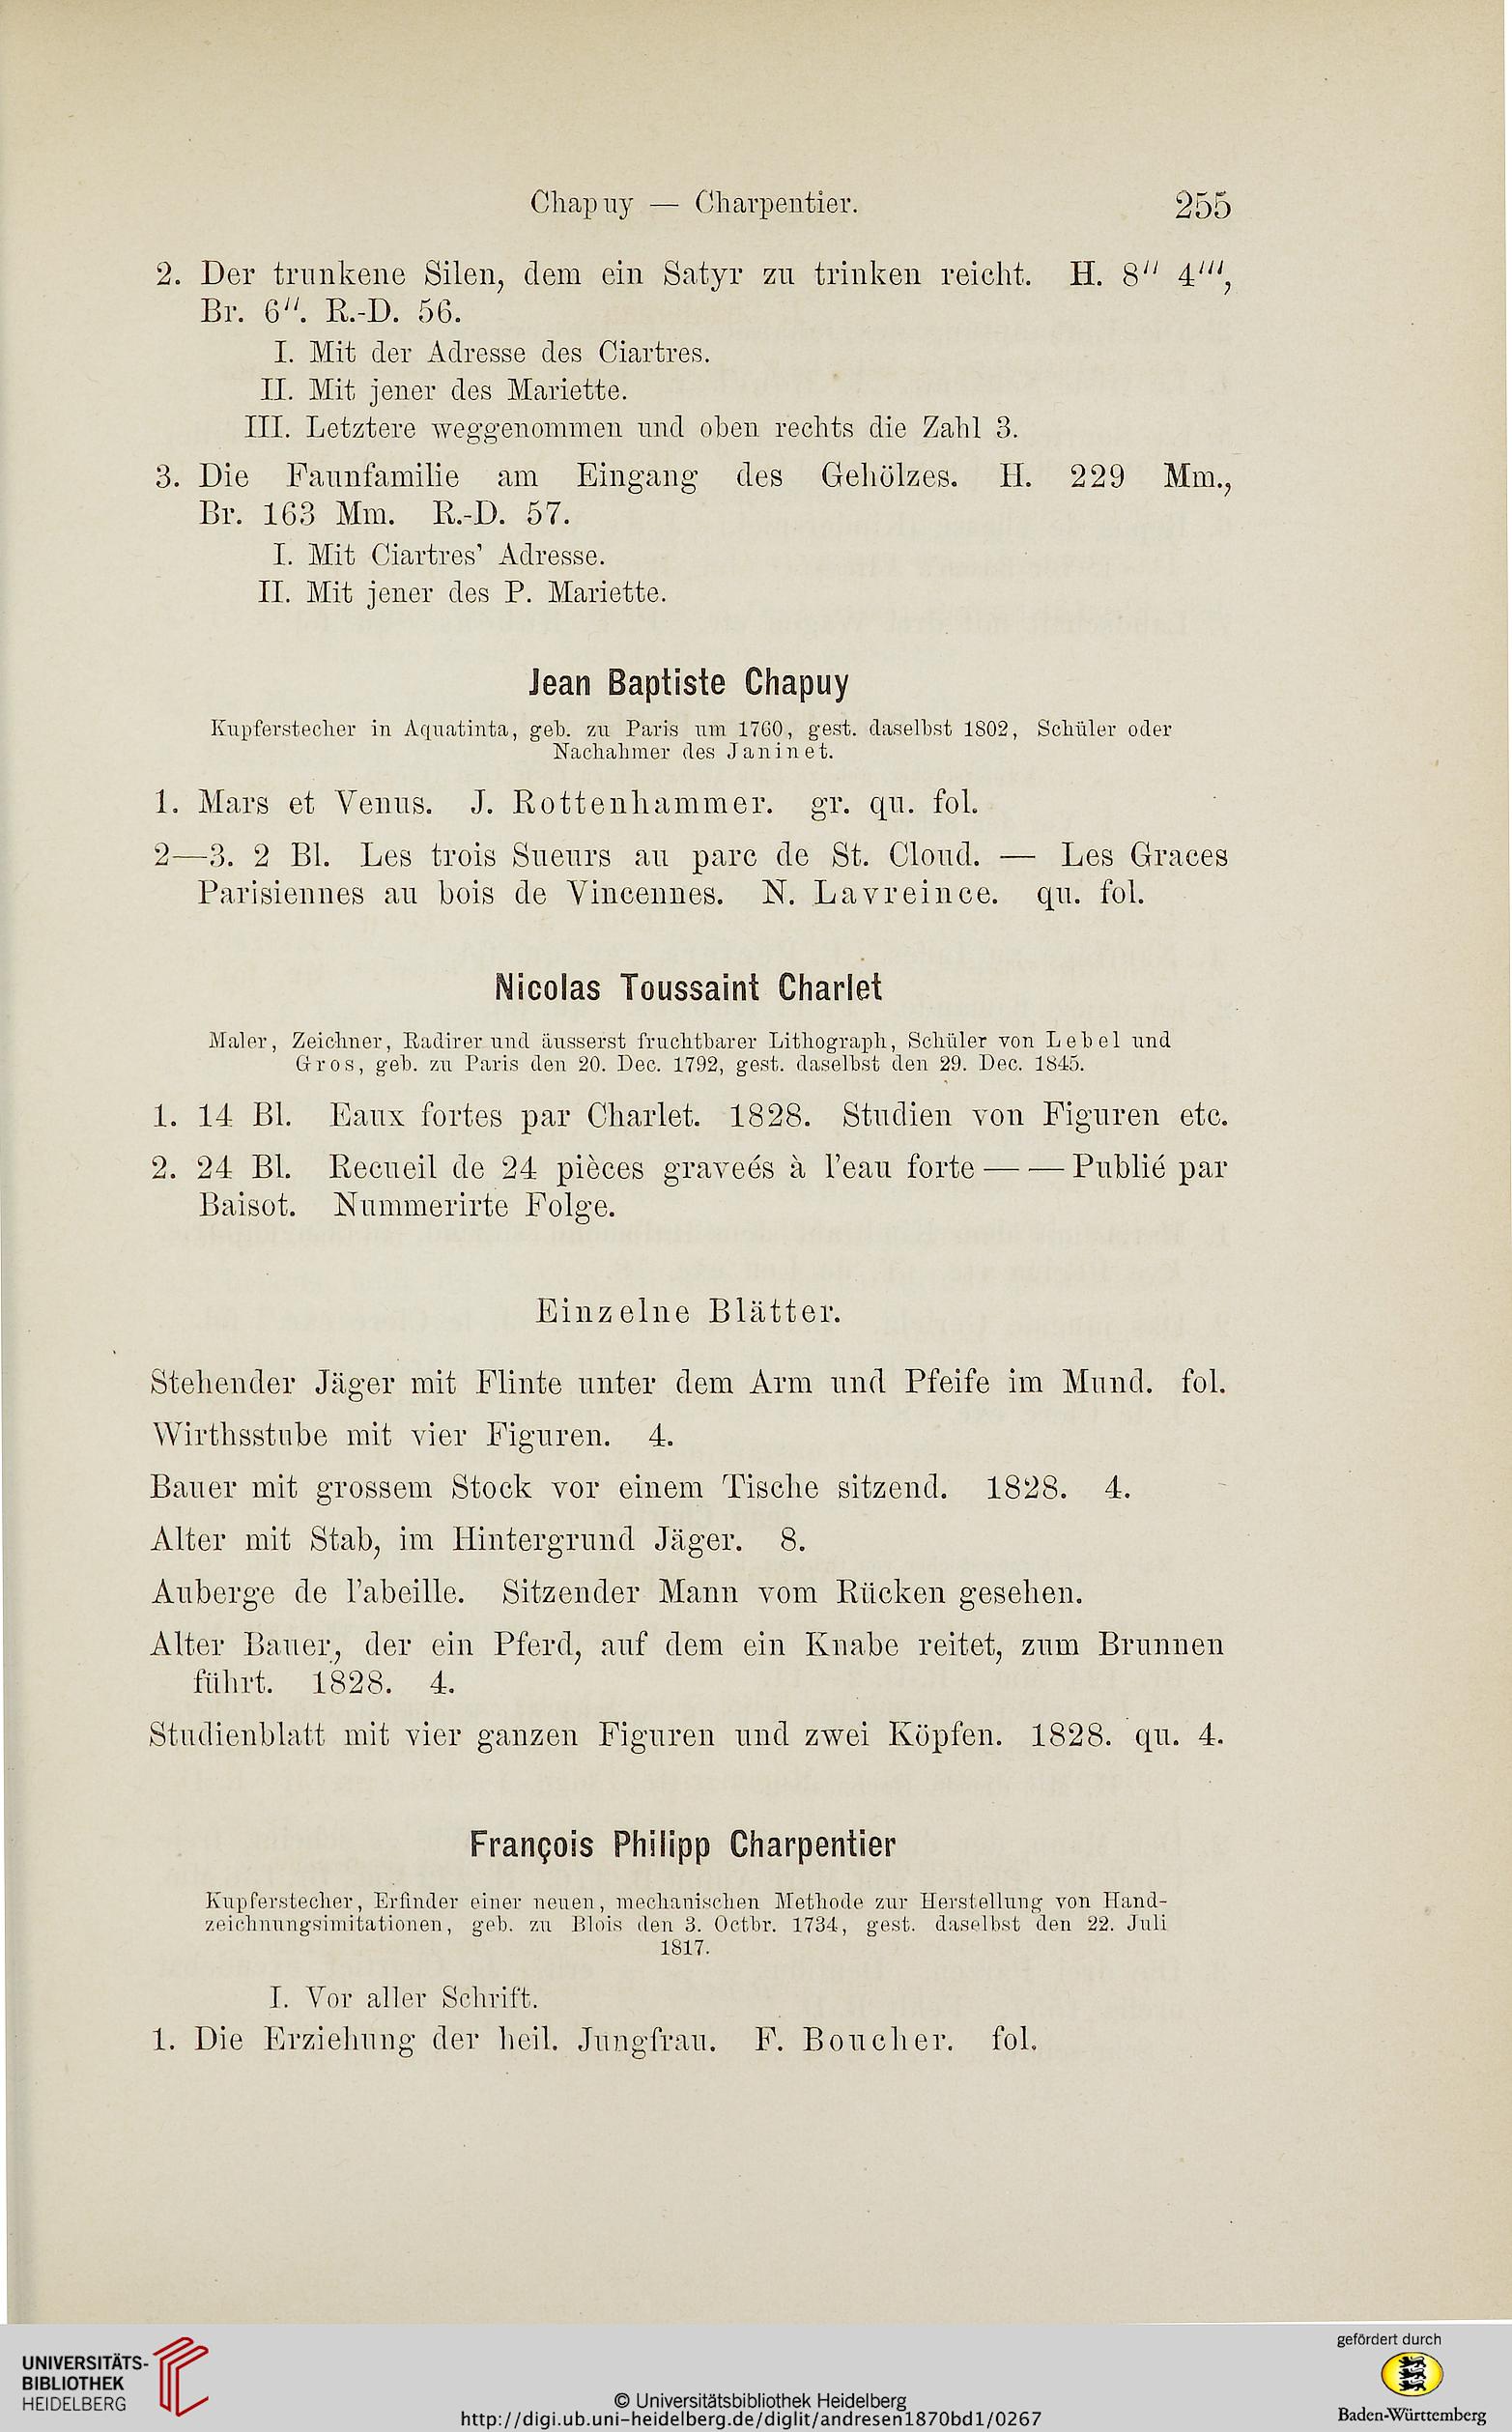 Chapuy — Charpentier. 255
2. Der trunkene Silen, dem ein Satyr zu trinken reicht. H. 8″ 4‴,
Br. 6″. R.-D. 56.
I. Mit der Adresse des Ciartres.
II. Mit jener des Mariette.
III. Letztere weggenommen und oben rechts die Zahl 3.
3. Die Faunfamilie am Eingang des Gehölzes. H. 229 Mm.,
Br. 163 Mm. R.-D. 57.
I. Mit Ciartres' Adresse.
II. Mit jener des P. Mariette.
Jean Baptiste Chapuy
Kupferstecher in Aquatinta, geb. zu Paris um 1760, gest. daselbst 1802, Schüler oder
Nachahmer des Janinet.
1. Mars et Venus. J. Rottenhammer. gr. qu. fol.
2—3. 2 Bl. Les trois Sueurs au parc de St. Cloud. — Les Graces
Parisiennes au bois de Vincennes. N. Lavreince. qu. fol.
Nicolas Toussaint Charlet
Maler, Zeichner, Radirer und äusserst fruchtbarer Lithograph, Schüler von Lebel und
Gros, geb. zu Paris den 20. Dec. 1792, gest. daselbst den 29. Dec. 1845.
1. 14 Bl. Eaux fortes par Charlet. 1828. Studien von Figuren etc.
2. 24 Bl. Recueil de 24 pièces graveés à l'eau forte — — Publié par
Baisot. Nummerirte Folge.
Einzelne Blätter.
Stehender Jäger mit Flinte unter dem Arm und Pfeife im Mund. fol.
Wirthsstube mit vier Figuren. 4.
Bauer mit grossem Stock vor einem Tische sitzend. 1828. 4.
Alter mit Stab, im Hintergrund Jäger. 8.
Auberge de l'abeille. Sitzender Mann vom Rücken gesehen.
Alter Bauer, der ein Pferd, auf dem ein Knabe reitet, zum Brunnen
führt. 1828. 4.
Studienblatt mit vier ganzen Figuren und zwei Köpfen. 1828. qu. 4.
François Philipp Charpentier
Kupferstecher, Erfinder einer neuen, mechanischen Methode zur Herstellung von Hand-
zeichnungsimitationen, geb. zu Blois den 3. Octbr. 1734, gest. daselbst den 22. Juli
1817.
I. Vor aller Schrift.
1. Die Erziehung der heil. Jungfrau. F. Boucher. fol.
UNIVERSITÄTS-
BIBLIOTHEK
HEIDELBERG
© Universitätsbibliothek Heidelberg
http://digi.ub.uni-heidelberg.de/diglit/andresen1870bd1/0267
gefördert durch
Baden-Württemberg